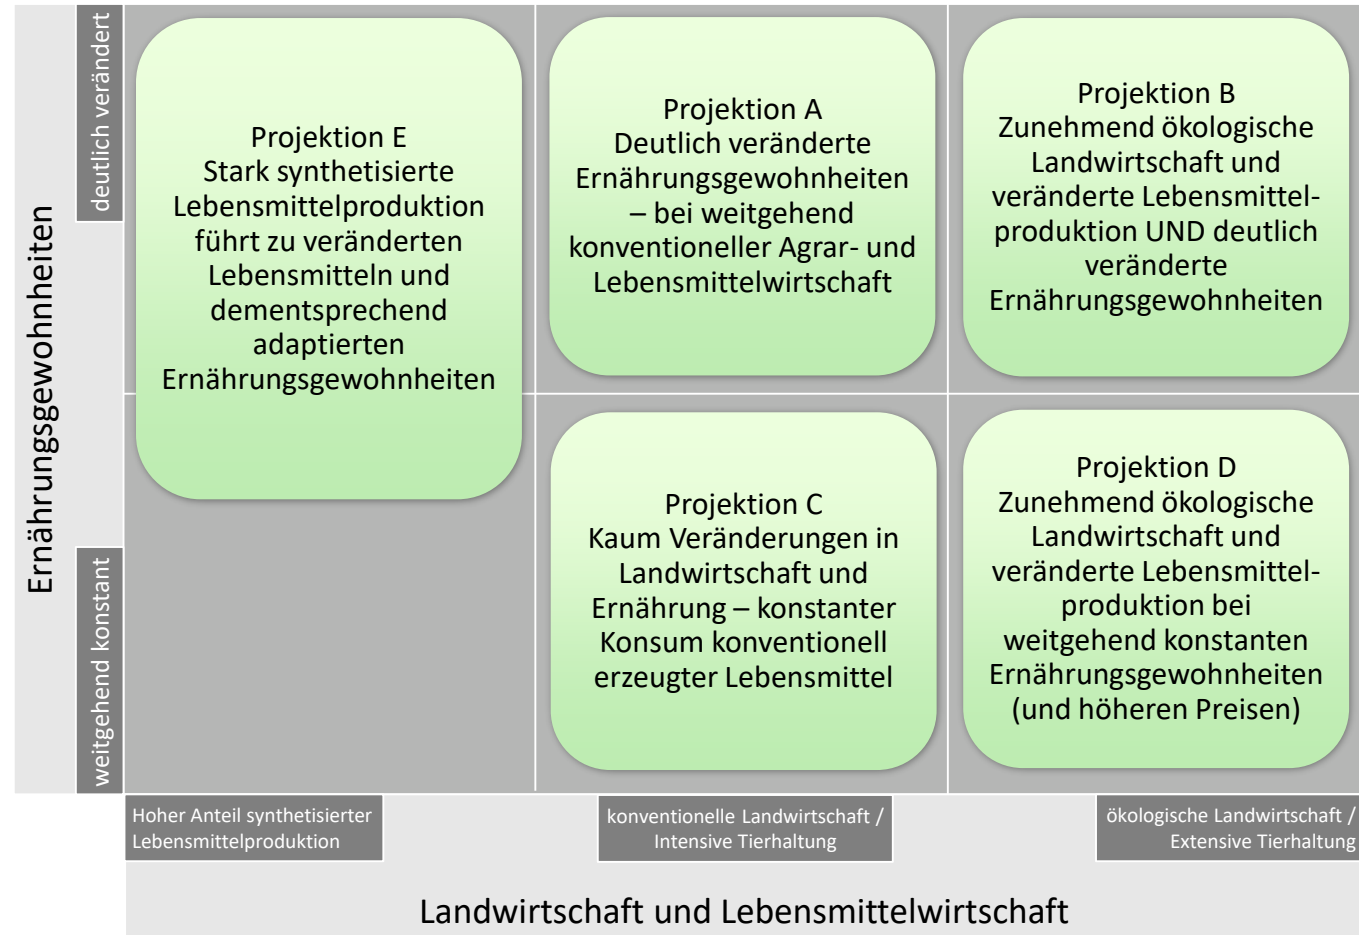 Ernährungsgewohnheiten
deutlich verändert
weitgehend konstant
Projektion E
Stark synthetisierte
Lebensmittelproduktion
führt zu veränderten
Lebensmitteln und
dementsprechend
adaptierten
Ernährungsgewohnheiten
Projektion A
Deutlich veränderte
Ernährungsgewohnheiten
– bei weitgehend
konventioneller Agrar- und
Lebensmittelwirtschaft
Projektion B
Zunehmend ökologische
Landwirtschaft und
veränderte Lebensmittel-
produktion UND deutlich
veränderte
Ernährungsgewohnheiten
Projektion C
Kaum Veränderungen in
Landwirtschaft und
Ernährung – konstanter
Konsum konventionell
erzeugter Lebensmittel
Projektion D
Zunehmend ökologische
Landwirtschaft und
veränderte Lebensmittel-
produktion bei
weitgehend konstanten
Ernährungsgewohnheiten
(und höheren Preisen)
Hoher Anteil synthetisierter
Lebensmittelproduktion
konventionelle Landwirtschaft /
Intensive Tierhaltung
ökologische Landwirtschaft /
Extensive Tierhaltung
Landwirtschaft und Lebensmittelwirtschaft